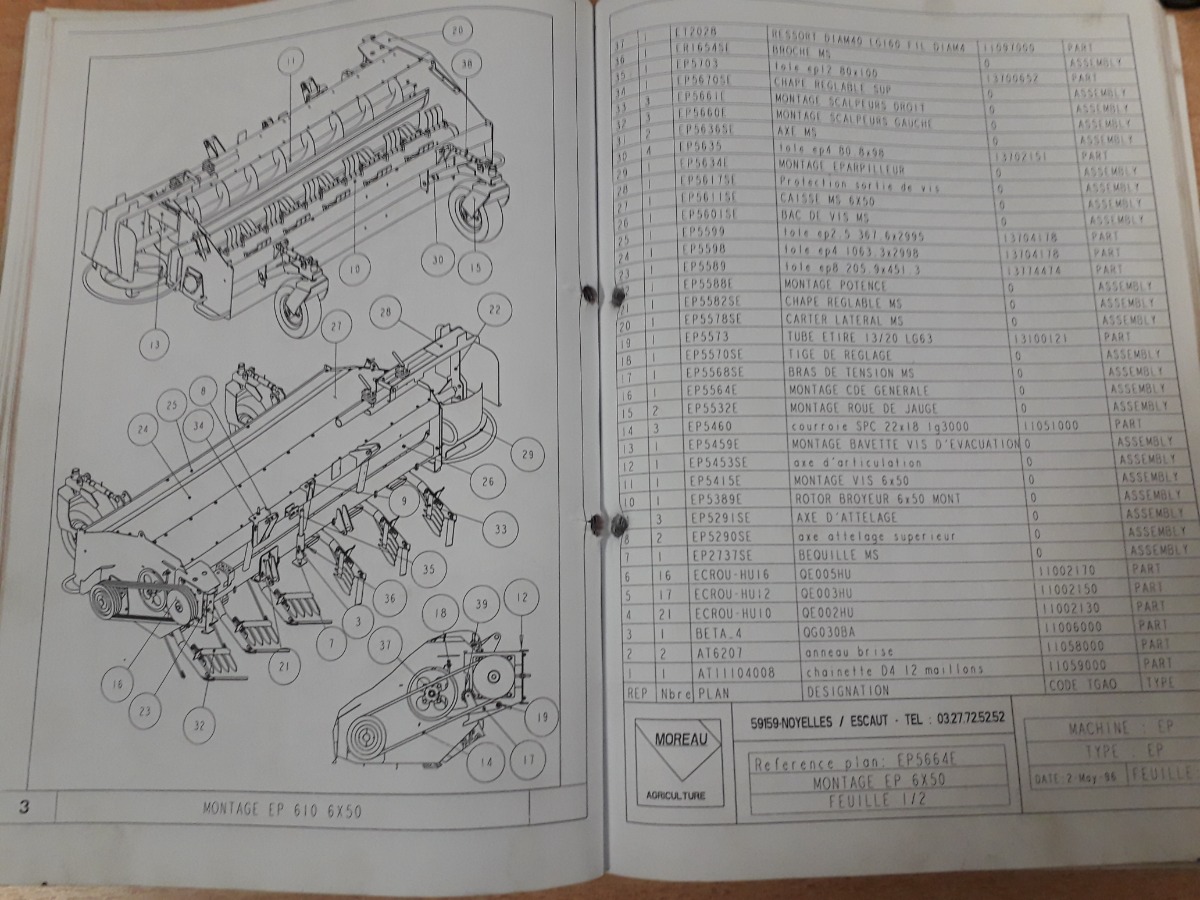 20
11
38
10
30
15
13
28
22
27
8
25
34
24
29
26
9
33
35
36
3
7
21
16
23
32
18
39
12
37
19
17
14
3 MONTAGE EP 610 6X50
37 1 ET2028 RESSORT DIAM40 LG160 FIL DIAM4 11097000 PART
36 1 ER1654SE BROCHE MS 0 ASSEMBLY
35 1 EP5703 tole ep12 80x100 13700652 PART
34 1 EP5670SE CHAPE REGLABLE SUP 0 ASSEMBLY
33 3 EP5661E MONTAGE SCALPEURS DROIT 0 ASSEMBLY
32 3 EP5660E MONTAGE SCALPEURS GAUCHE 0 ASSEMBLY
31 2 EP5636SE AXE MS 0 ASSEMBLY
30 4 EP5635 tole ep4 80 8x98 13702151 PART
29 1 EP5634E MONTAGE EPARPILLEUR 0 ASSEMBLY
28 1 EP5617SE Protection sortie de vis 0 ASSEMBLY
27 1 EP5611SE CAISSE MS 6X50 0 ASSEMBLY
26 1 EP5601SE BAC DE VIS MS 0 ASSEMBLY
25 1 EP5599 tole ep2.5 367.6x2995 13704178 PART
24 1 EP5598 tole ep4 1063.3x2998 13704178 PART
23 1 EP5589 tole ep8 205.9x451.3 13774474 PART
1 EP5588E MONTAGE POTENCE 0 ASSEMBLY
21 1 EP5582SE CHAPE REGLABLE MS 0 ASSEMBLY
20 1 EP5578SE CARTER LATERAL MS 0 ASSEMBLY
19 1 EP5573 TUBE ETIRE 13/20 LG63 13100121 PART
18 1 EP5570SE TIGE DE REGLAGE 0 ASSEMBLY
17 1 EP5568SE BRAS DE TENSION MS 0 ASSEMBLY
16 1 EP5564E MONTAGE CDE GENERALE 0 ASSEMBLY
15 2 EP5532E MONTAGE ROUE DE JAUGE 0 ASSEMBLY
14 3 EP5460 courroie SPC 22x18 lg3000 11051000 PART
13 1 EP5459E MONTAGE BAVETTE VIS D'EVACUATION 0 ASSEMBLY
12 1 EP5453SE axe d'articulation 0 ASSEMBLY
11 1 EP5415E MONTAGE VIS 6x50 0 ASSEMBLY
10 1 EP5389E ROTOR BROYEUR 6x50 MONT 0 ASSEMBLY
3 EP5291SE AXE D'ATTELAGE 0 ASSEMBLY
8 2 EP5290SE axe attelage superieur 0 ASSEMBLY
7 1 EP2737SE BEQUILLE MS 0 ASSEMBLY
6 16 ECROU-HU16 QE005HU 11002170 PART
5 17 ECROU-HU12 QE003HU 11002150 PART
4 21 ECROU-HU10 QE002HU 11002130 PART
3 1 BETA_4 QG030BA 11006000 PART
2 2 AT6207 anneau brise 11058000 PART
1 1 AT11104008 chainette D4 12 maillons 11059000 PART
REP Nbre PLAN DESIGNATION CODE TGAO TYPE
MOREAU
AGRICULTURE
59159-NOYELLES / ESCAUT - TEL : 03.27.72.52.52
Reference plan: EP5664E
MONTAGE EP 6X50
FEUILLE 1/2
MACHINE : EP
TYPE : EP
DATE:2-May-96 FEUILLE